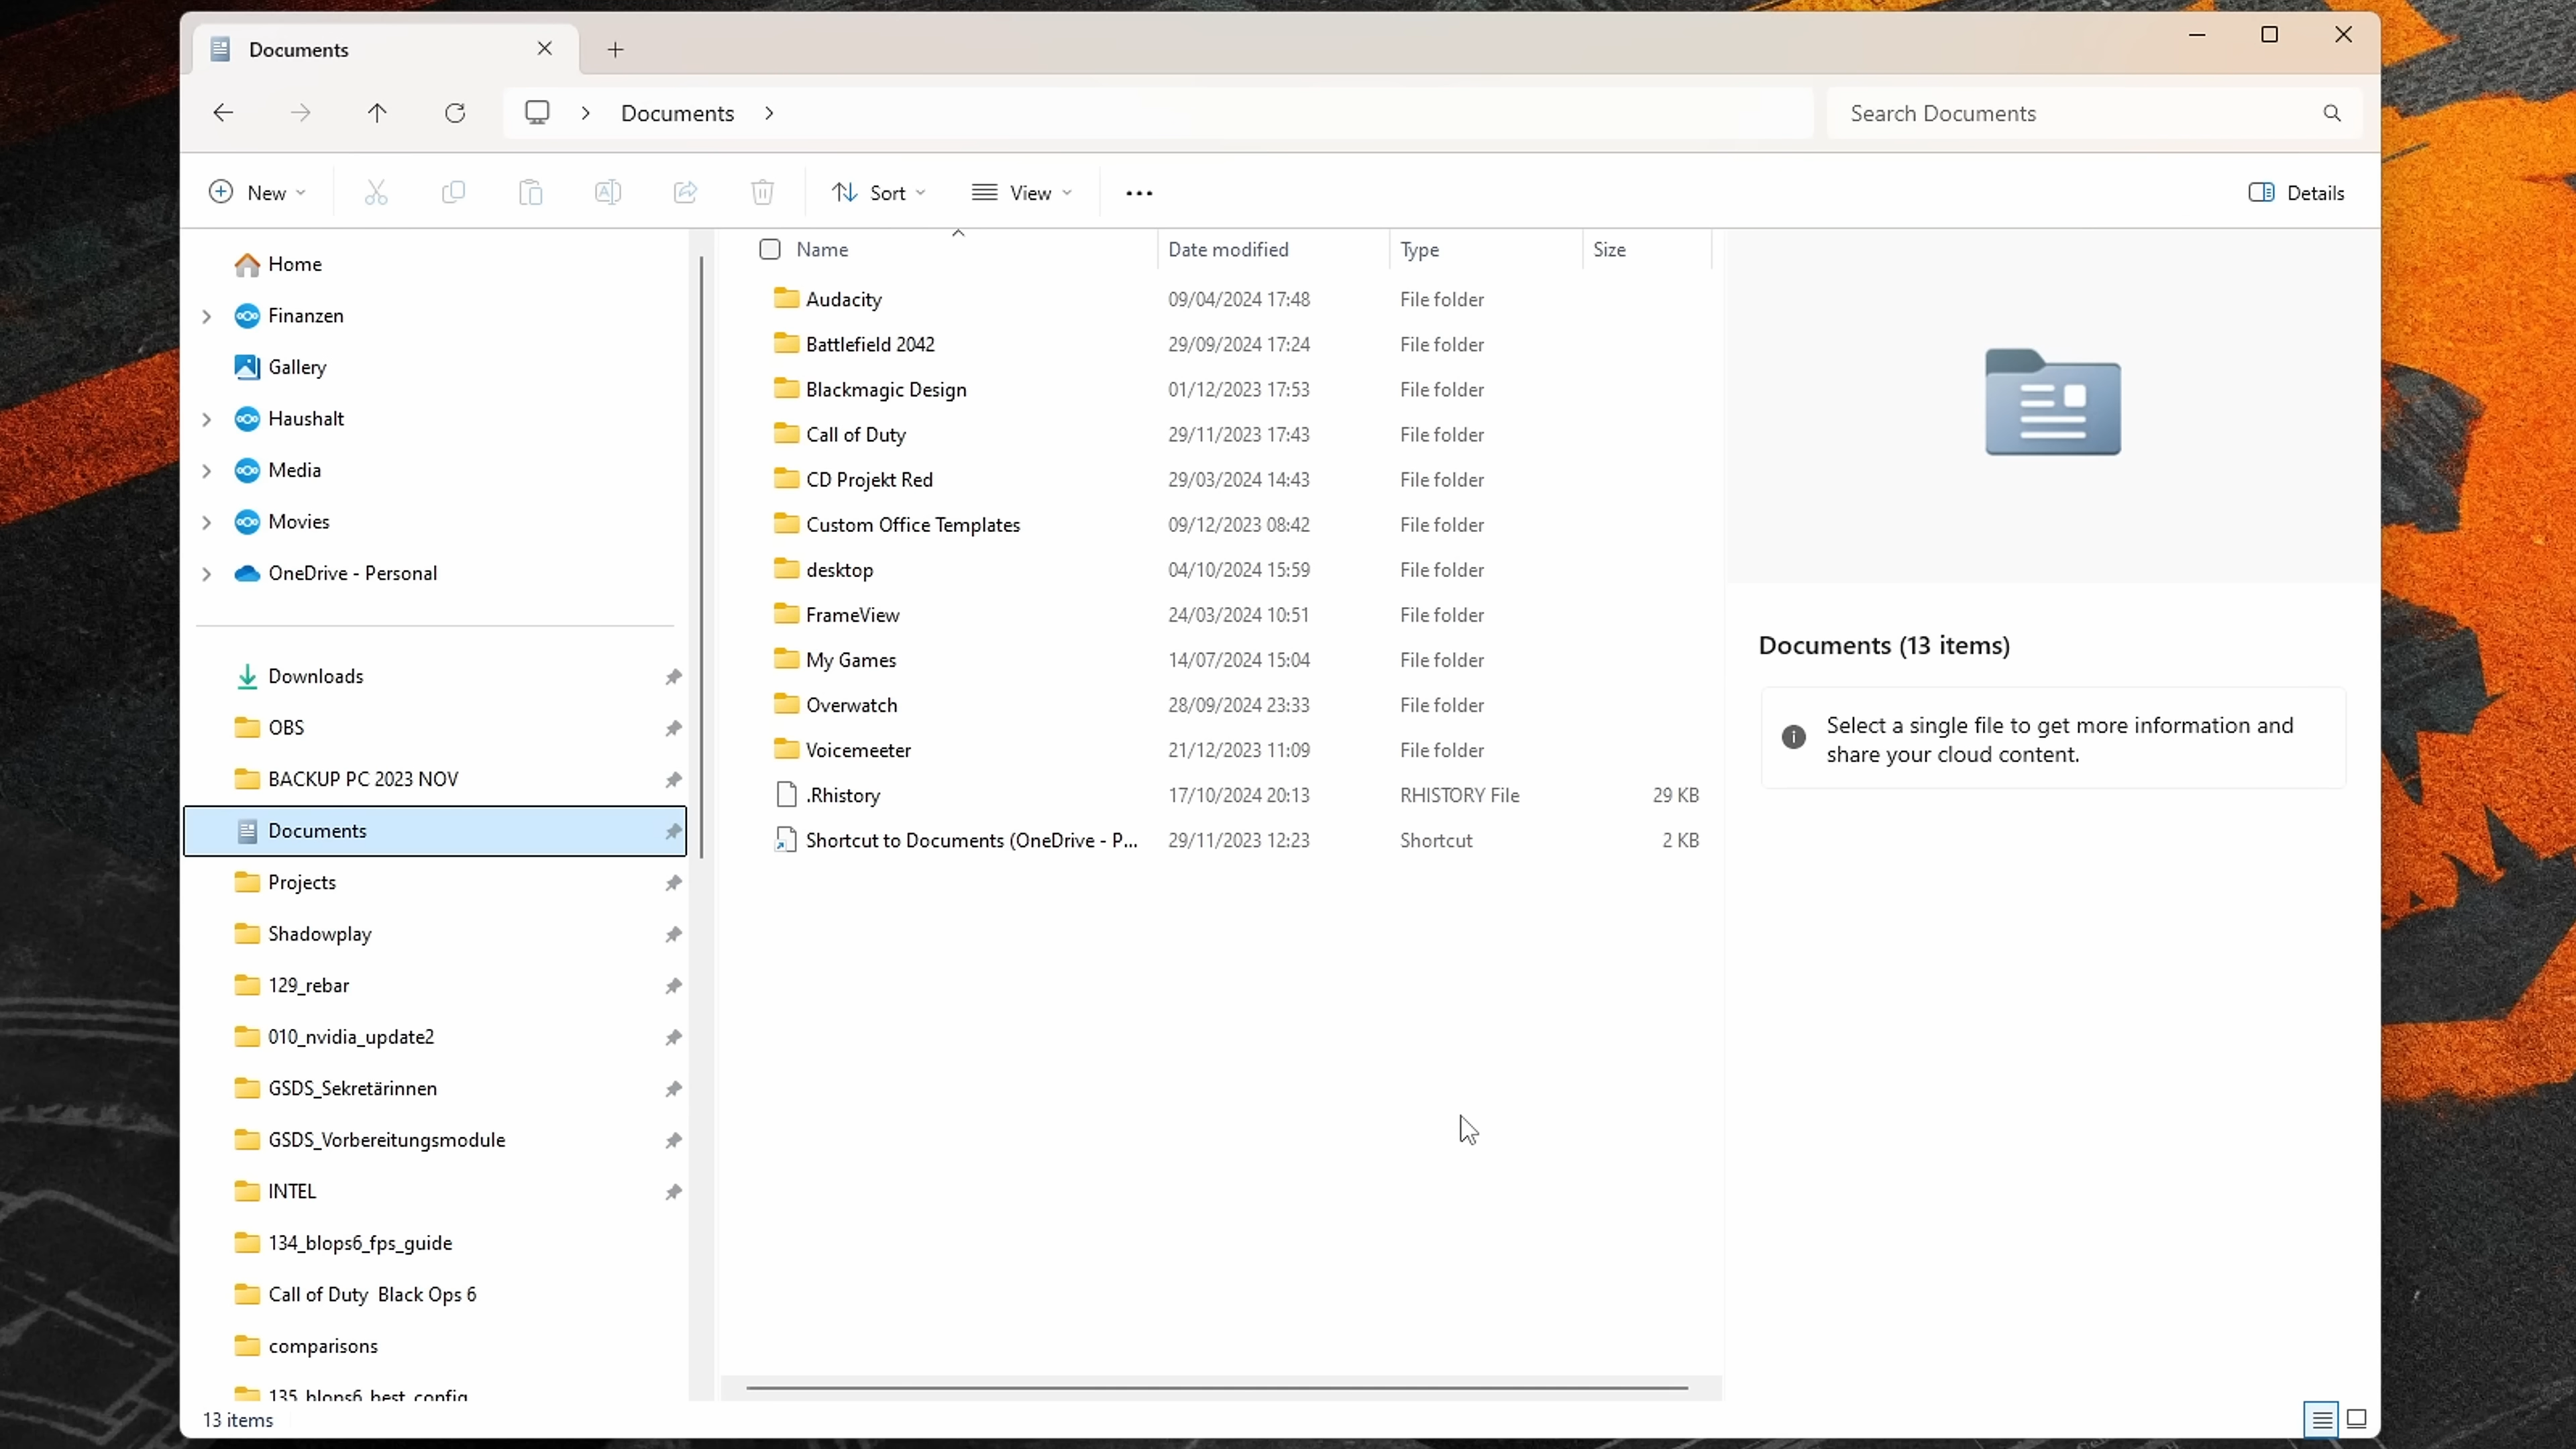 Documents
Documents
Search Documents
New
Sort
View
Details
Home
Finanzen
Gallery
Haushalt
Media
Movies
OneDrive - Personal
Downloads
OBS
BACKUP PC 2023 NOV
Documents
Projects
Shadowplay
129_rebar
010_nvidia_update2
GSDS_Sekretärinnen
GSDS_Vorbereitungsmodule
INTEL
134_blops6_fps_guide
Call of Duty  Black Ops 6
comparisons
135_blops6_best_config
Name Date modified Type Size
Audacity 09/04/2024 17:48 File folder
Battlefield 2042 29/09/2024 17:24 File folder
Blackmagic Design 01/12/2023 17:53 File folder
Call of Duty 29/11/2023 17:43 File folder
CD Projekt Red 29/03/2024 14:43 File folder
Custom Office Templates 09/12/2023 08:42 File folder
desktop 04/10/2024 15:59 File folder
FrameView 24/03/2024 10:51 File folder
My Games 14/07/2024 15:04 File folder
Overwatch 28/09/2024 23:33 File folder
Voicemeeter 21/12/2023 11:09 File folder
.Rhistory 17/10/2024 20:13 RHISTORY File 29 KB
Shortcut to Documents (OneDrive - P... 29/11/2023 12:23 Shortcut 2 KB
Documents (13 items)
Select a single file to get more information and
share your cloud content.
13 items